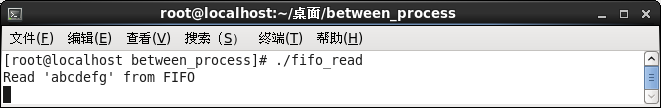 root@localhost:~/桌面/between_process
文件(F) 编辑(E) 查看(V) 搜索 (S) 终端(T) 帮助(H)
[root@localhost between_process]# ./fifo_read
Read 'abcdefg' from FIFO